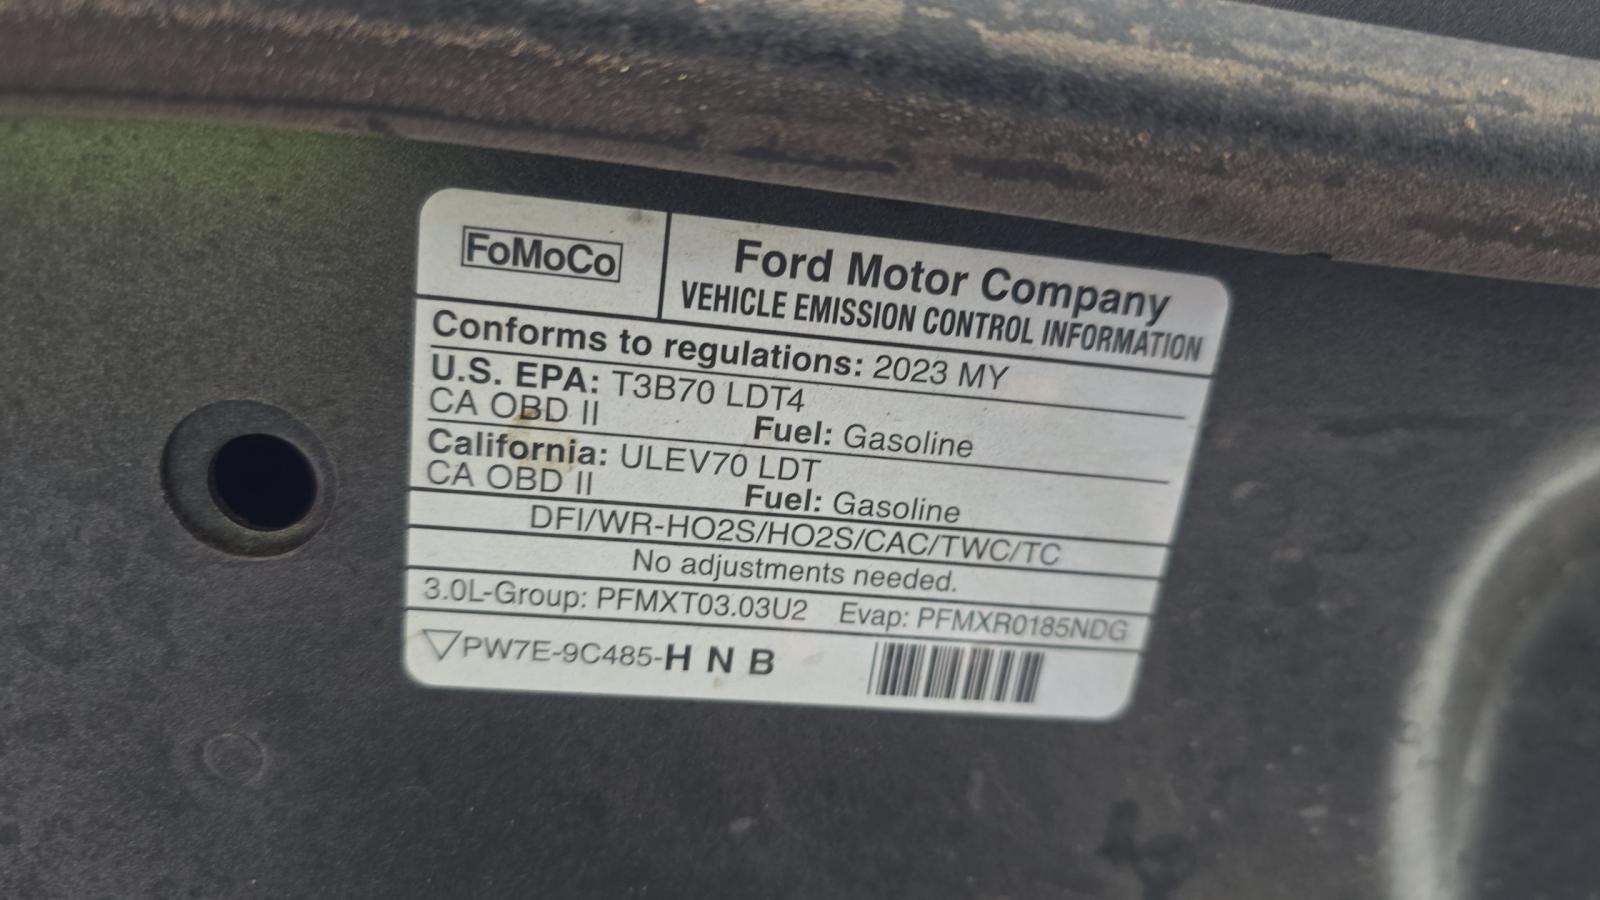 FoMoCo
Ford Motor Company
VEHICLE EMISSION CONTROL INFORMATION
Conforms to regulations: 2023 MY
U.S. EPA: T3B70 LDT4
CA OBD II Fuel: Gasoline
California: ULEV70 LDT
CA OBD II Fuel: Gasoline
DFI/WR-HO2S/HO2S/CAC/TWC/TC
No adjustments needed.
3.0L-Group: PFMXT03.03U2 Evap: PFMXR0185NDG
▽PW7E-9C485-H N B